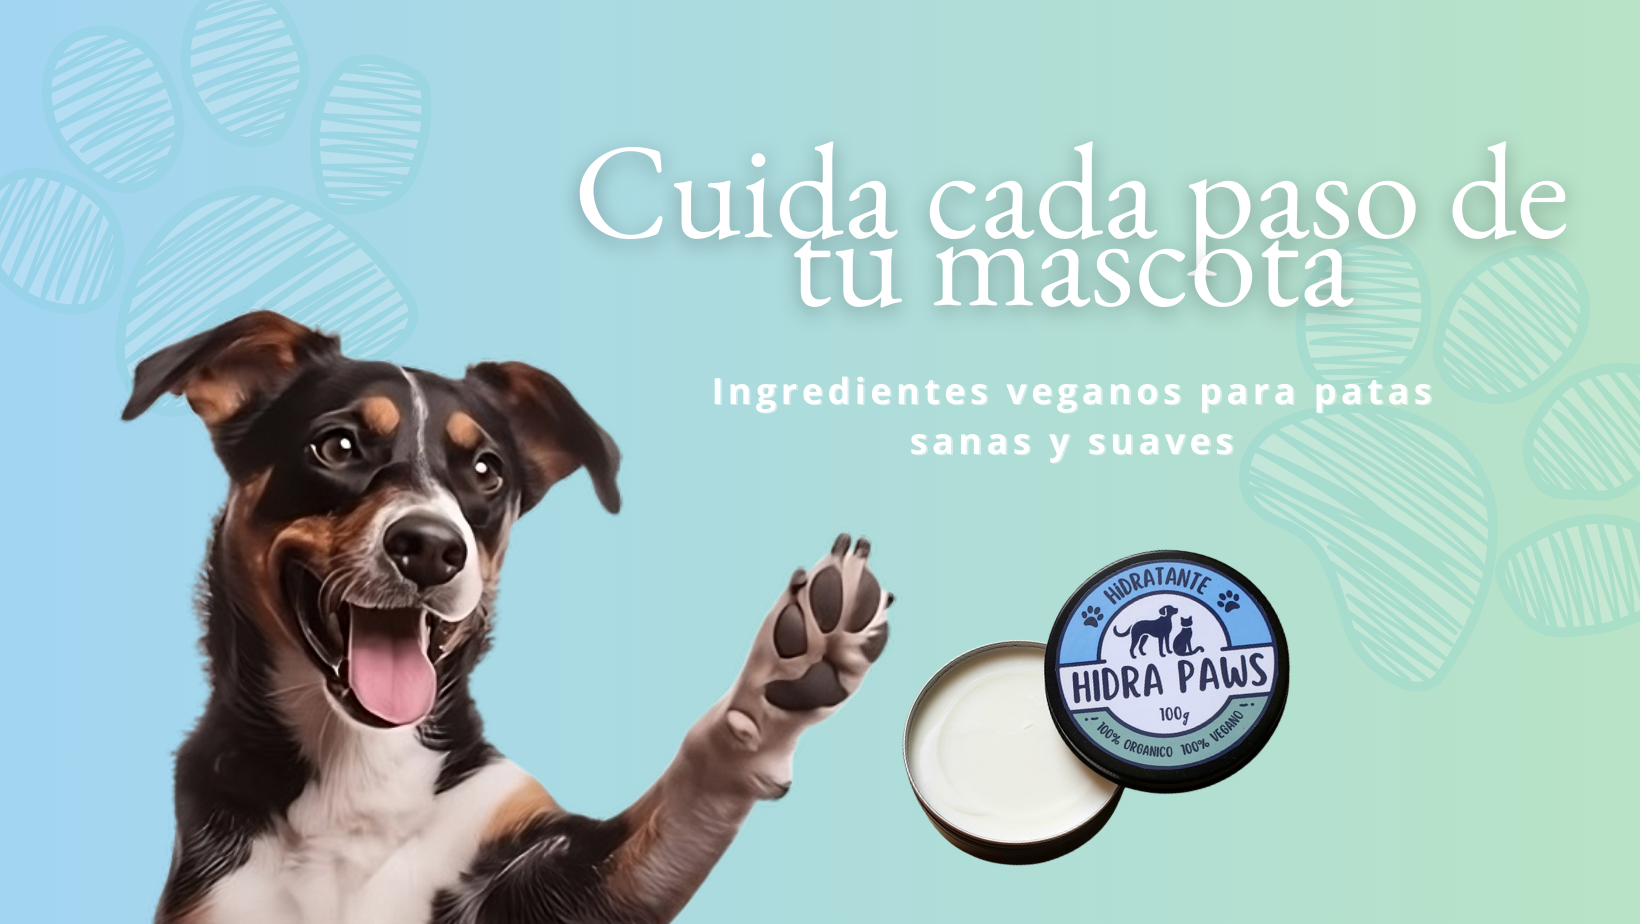 Cuida cada paso de
tu mascota
Ingredientes veganos para patas
sanas y suaves
HiDRATANTE
HIDRA PAWS
100g
100% ORGANICO 100% VEGANO